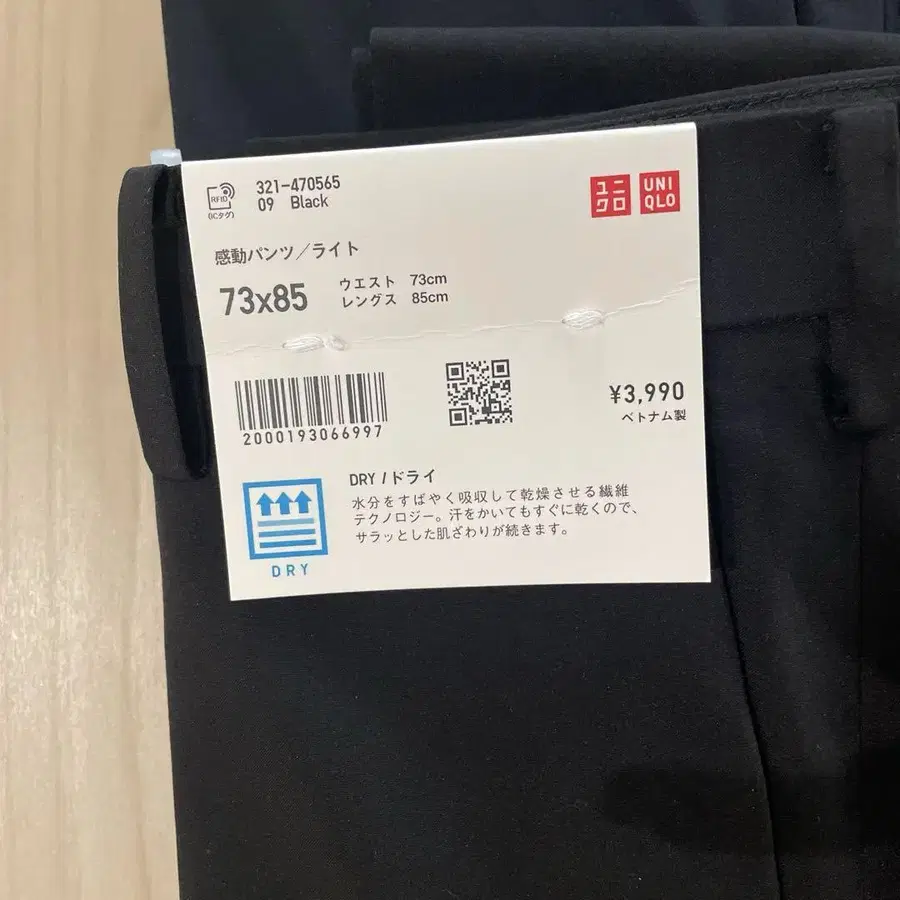 RFID
(ICタグ)
321-470565
09 Black
ユニ
クロ
UNI
QLO
感動パンツ／ライト
73x85
ウエスト 73cm
レングス 85cm
2000193066997
¥3,990
ベトナム製
DRY
DRY / ドライ
水分をすばやく吸収して乾燥させる繊維
テクノロジー。汗をかいてもすぐに乾くので、
サラッとした肌ざわりが続きます。